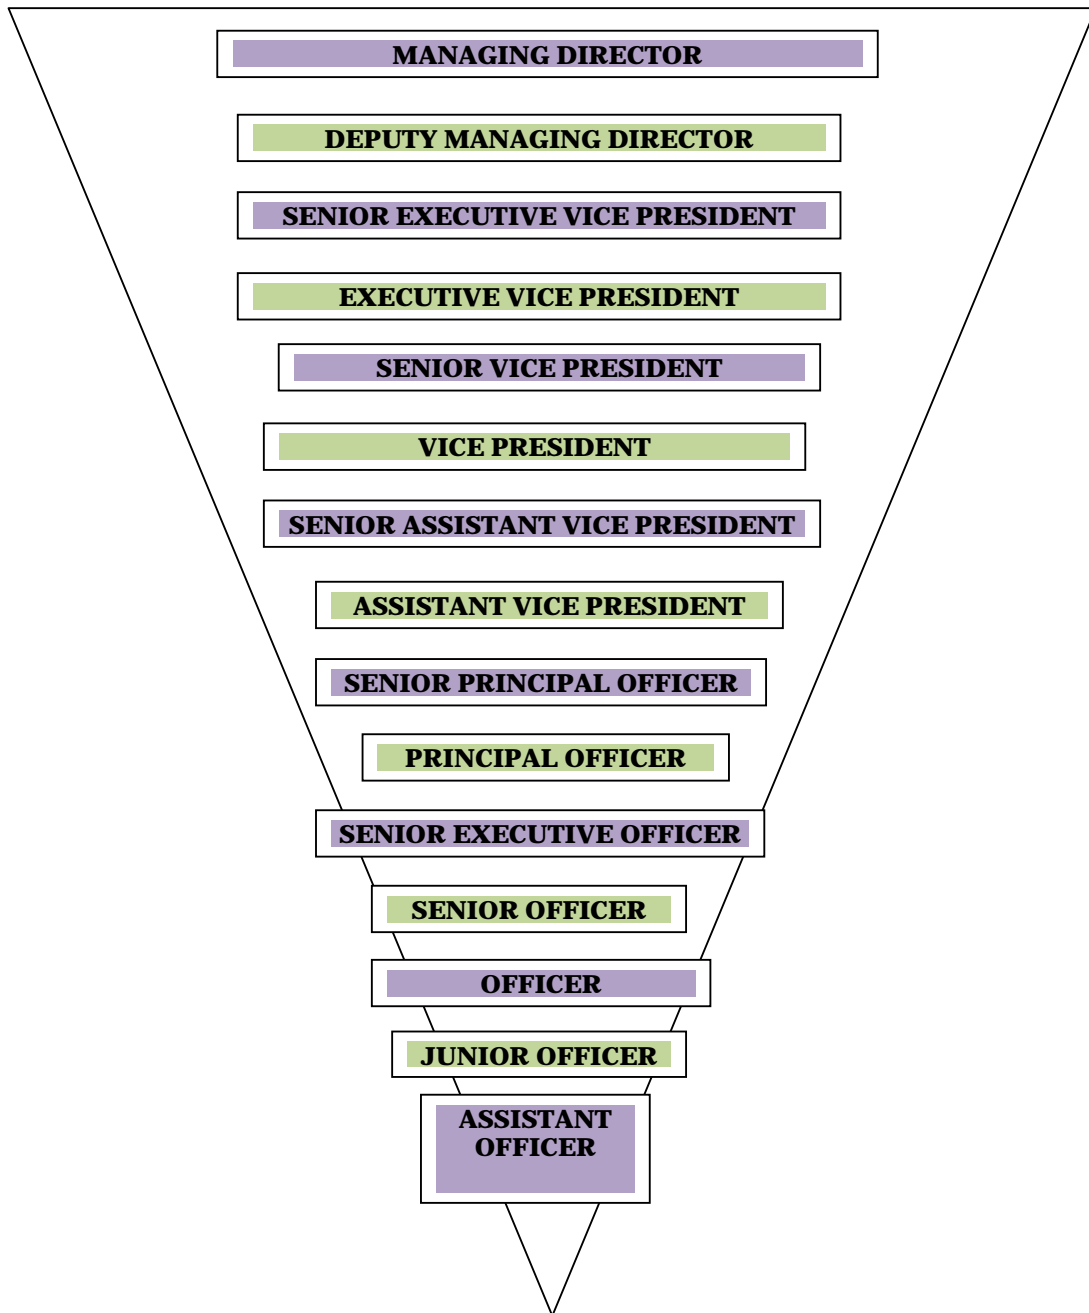 MANAGING DIRECTOR
DEPUTY MANAGING DIRECTOR
SENIOR EXECUTIVE VICE PRESIDENT
EXECUTIVE VICE PRESIDENT
SENIOR VICE PRESIDENT
VICE PRESIDENT
SENIOR ASSISTANT VICE PRESIDENT
ASSISTANT VICE PRESIDENT
SENIOR PRINCIPAL OFFICER
PRINCIPAL OFFICER
SENIOR EXECUTIVE OFFICER
SENIOR OFFICER
OFFICER
JUNIOR OFFICER
ASSISTANT
OFFICER